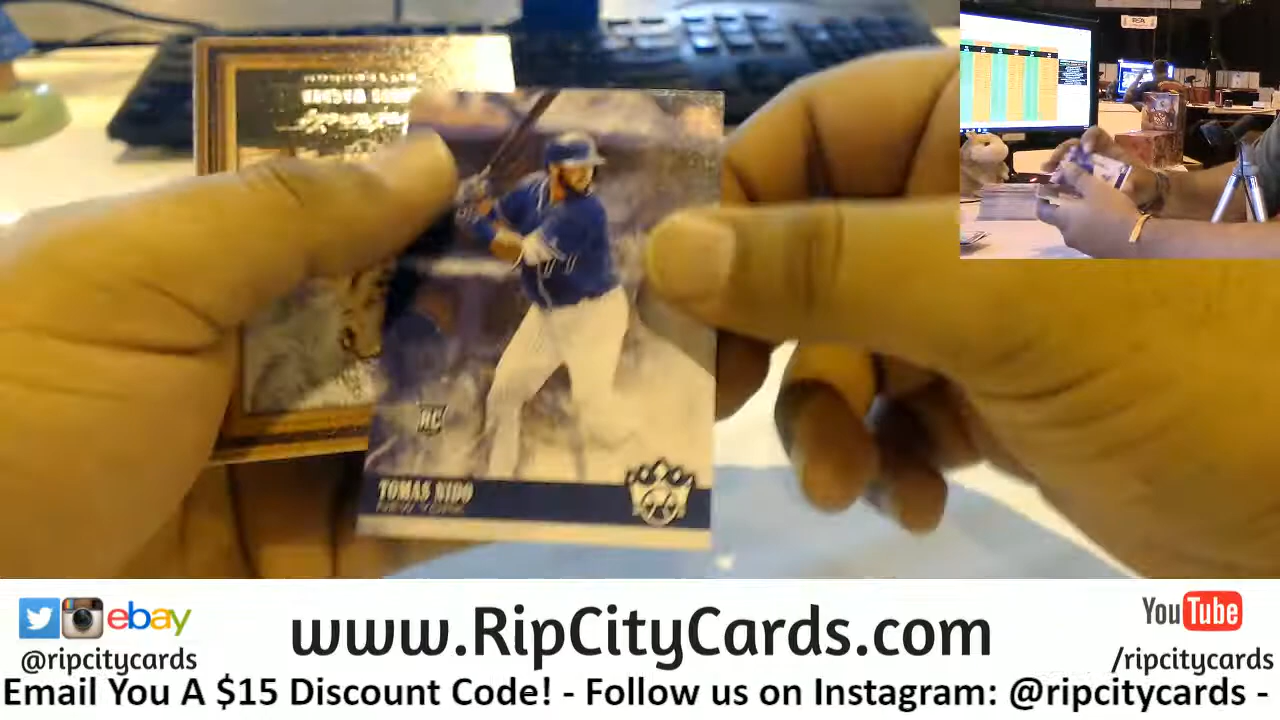 RC
TOMAS NIDO
NEW YORK
ebay
@ripcitycards
www.RipCityCards.com
YouTube
/ripcitycards
Email You A $15 Discount Code! - Follow us on Instagram: @ripcitycards -